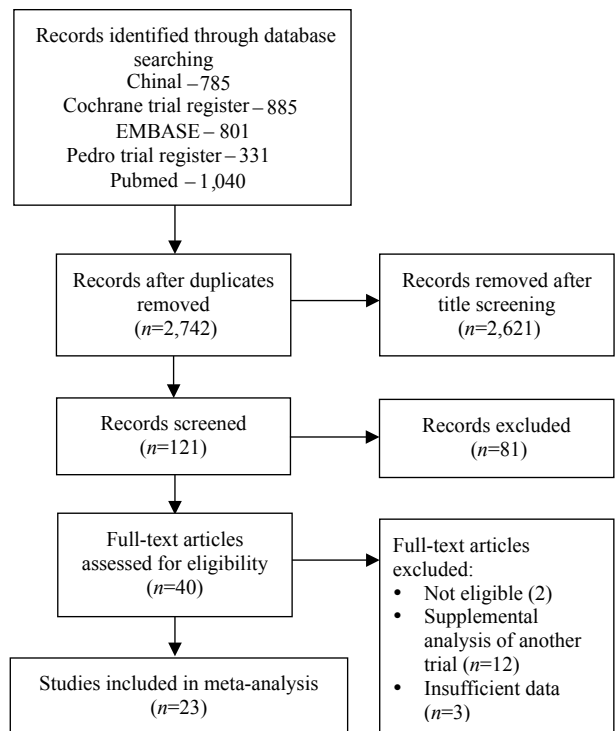 Records identified through database
searching
Chinal – 785
Cochrane trial register – 885
EMBASE – 801
Pedro trial register – 331
Pubmed – 1,040
Records after duplicates
removed
(n=2,742)
Records removed after
title screening
(n=2,621)
Records screened
(n=121)
Records excluded
(n=81)
Full-text articles
assessed for eligibility
(n=40)
Full-text articles
excluded:
• Not eligible (2)
• Supplemental
analysis of another
trial (n=12)
• Insufficient data
(n=3)
Studies included in meta-analysis
(n=23)